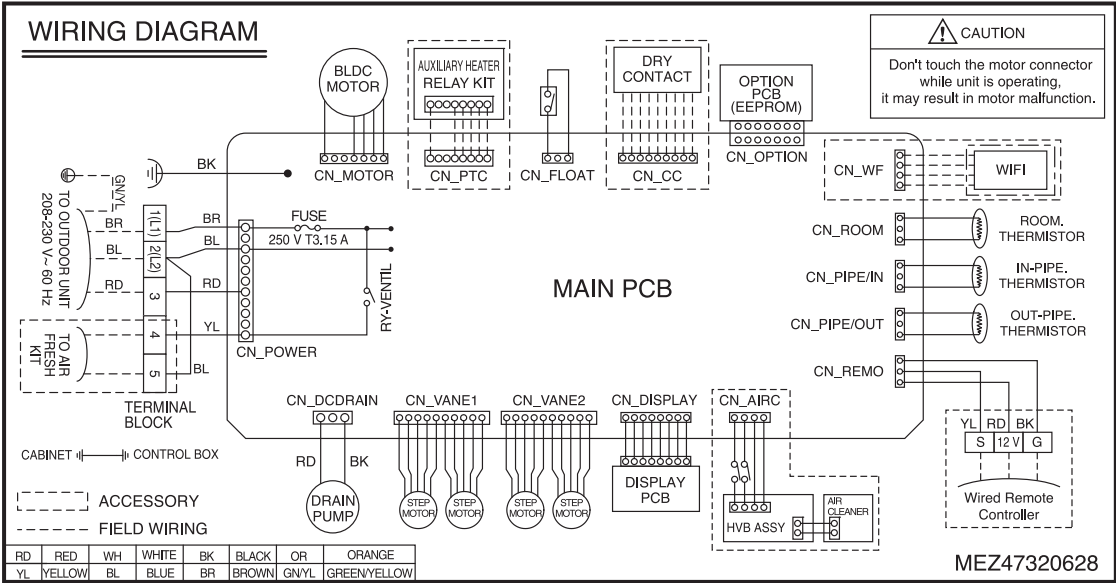 WIRING DIAGRAM
CAUTION
Don't touch the motor connector
while unit is operating,
it may result in motor malfunction.
BLDC
MOTOR
AUXILIARY HEATER
RELAY KIT
DRY
CONTACT
OPTION
PCB
(EEPROM)
CN_MOTOR
CN_PTC
CN_FLOAT
CN_CC
CN_OPTION
CN_WF
WIFI
BK
GN/YL
TO OUTDOOR UNIT
208-230 V~ 60 Hz
BR
BL
RD
1(L1)
2(L2)
3
4
5
BR
BL
RD
YL
BL
FUSE
250 V T3.15 A
RY-VENTIL
CN_POWER
TO AIR
FRESH
KIT
TERMINAL
BLOCK
MAIN PCB
CN_ROOM
ROOM.
THERMISTOR
CN_PIPE/IN
IN-PIPE.
THERMISTOR
CN_PIPE/OUT
OUT-PIPE.
THERMISTOR
CN_REMO
YL RD BK
S 12 V G
Wired Remote
Controller
CN_DCDRAIN
CN_VANE1
CN_VANE2
CN_DISPLAY
CN_AIRC
RD
BK
DRAIN
PUMP
STEP
MOTOR
STEP
MOTOR
STEP
MOTOR
STEP
MOTOR
DISPLAY
PCB
HVB ASSY
AIR
CLEANER
CABINET
CONTROL BOX
ACCESSORY
FIELD WIRING
RD RED WH WHITE BK BLACK OR ORANGE
YL YELLOW BL BLUE BR BROWN GN/YL GREEN/YELLOW
MEZ47320628